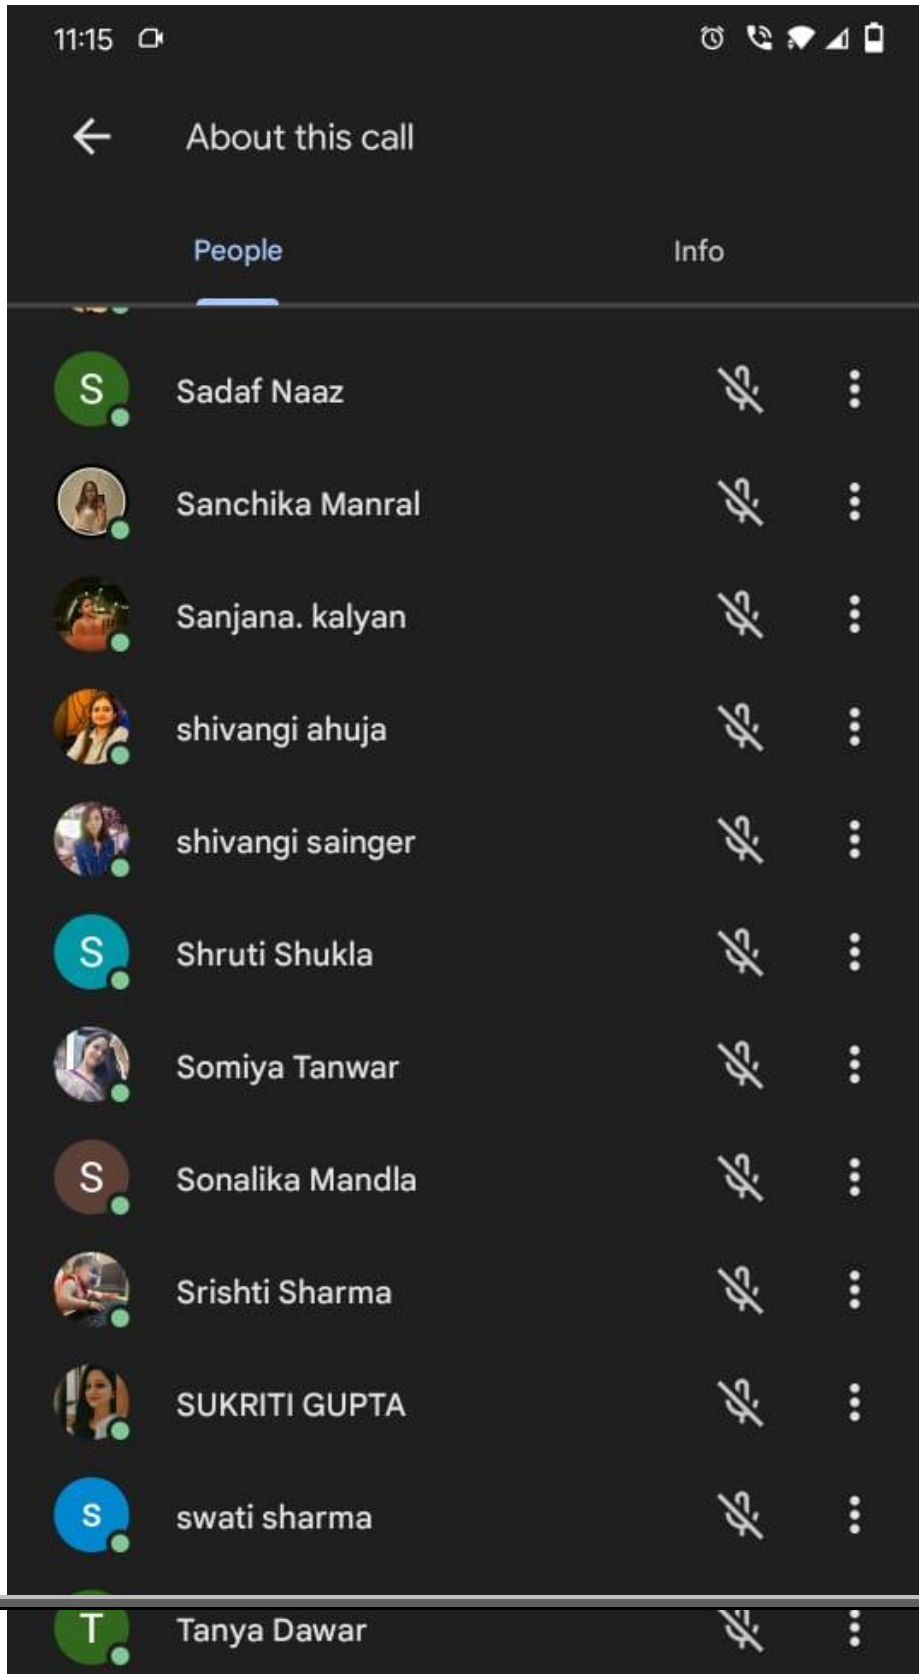 11:15
About this call
People Info
S Sadaf Naaz
Sanchika Manral
Sanjana. kalyan
shivangi ahuja
shivangi sainger
S Shruti Shukla
Somiya Tanwar
S Sonalika Mandla
Srishti Sharma
SUKRITI GUPTA
s swati sharma
T Tanya Dawar